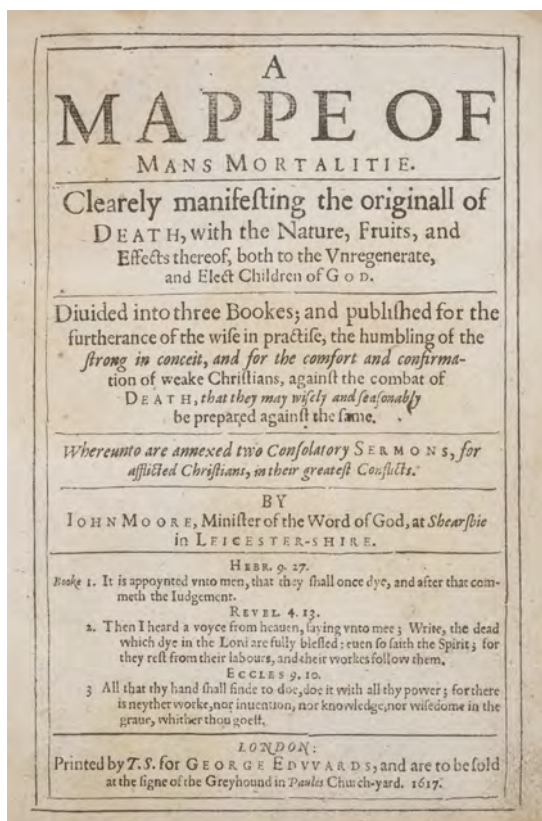 A
MAPPE OF
MANS MORTALITIE.
Clearely manifeſting the originall of
DEATH, with the Nature, Fruits, and
Effects thereof, both to the Vnregenerate,
and Elect Children of GOD.
Diuided into three Bookes; and publiſhed for the
furtherance of the wiſe in practiſe, the humbling of the
ſtrong in conceit, and for the comfort and confirma-
tion of weake Chriſtians, againſt the combat of
DEATH, that they may wiſely and ſeaſonably
be prepared againſt the ſame.
Whereunto are annexed two Conſolatory SERMONS, for
afflicted Chriſtians, in their greateſt Conflicts.
BY
IOHN MOORE, Miniſter of the Word of God, at Shearſbie
in LEICESTER-SHIRE.
HEBR. 9. 27.
Booke 1. It is appoynted vnto men, that they ſhall once dye, and after that com-
meth the Iudgement.
REVEL. 4. 13.
2. Then I heard a voyce from heauen, ſaying vnto mee; Write, the dead
which dye in the Lord are fully bleſſed: euen ſo ſaith the Spirit; for
they reſt from their labours, and their workes follow them.
ECCLES 9. 10.
3 All that thy hand ſhall finde to doe, doe it with all thy power; for there
is neyther worke, nor inuention, nor knowledge, nor wiſedome in the
graue, whither thou goeſt.
LONDON:
Printed by T.S. for GEORGE EDVVARDS, and are to be ſold
at the ſigne of the Greyhound in Paules Church-yard. 1617.